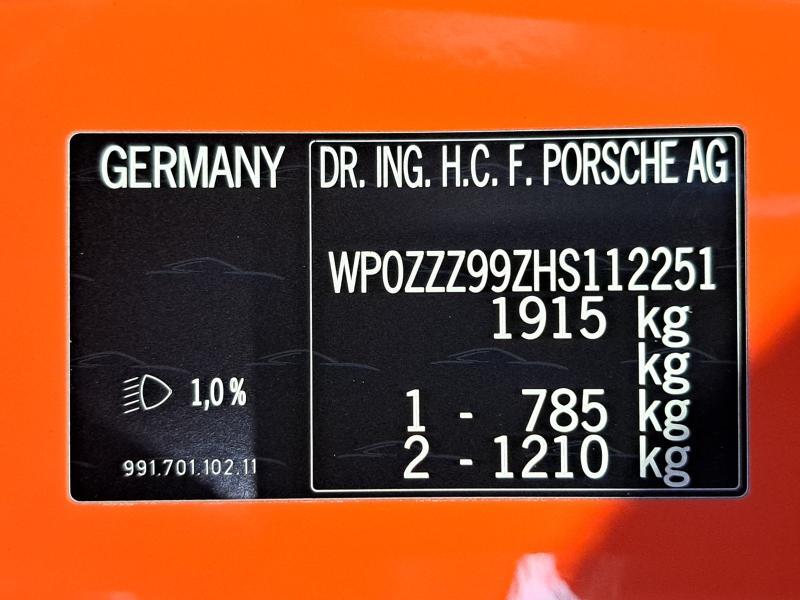 GERMANY
DR. ING. H.C. F. PORSCHE AG
WP0ZZZ99ZHS112251
1915 kg
kg
1 - 785 kg
2 - 1210 kg
1,0 %
991.701.102.11